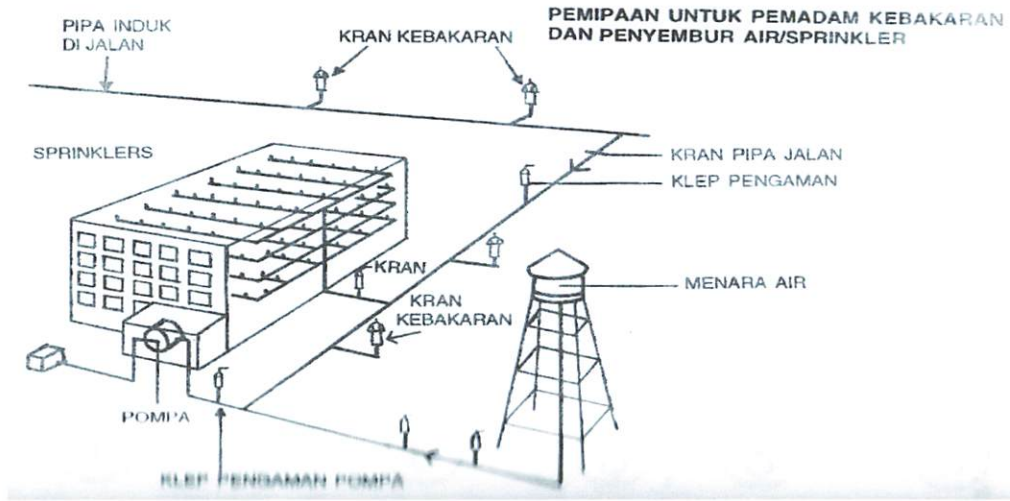 PEMIPAAN UNTUK PEMADAM KEBAKARAN
DAN PENYEMBUR AIR/SPRINKLER
PIPA INDUK
DI JALAN
KRAN KEBAKARAN
SPRINKLERS
KRAN PIPA JALAN
KLEP PENGAMAN
KRAN
KRAN
KEBAKARAN
MENARA AIR
POMPA
KLEP PENGAMAN POMPA